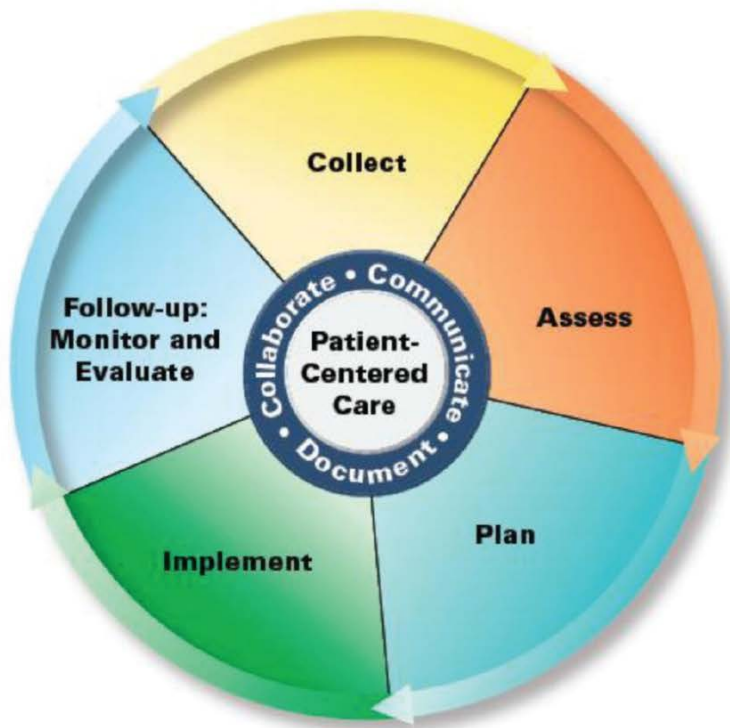 Collect
Assess
Plan
Implement
Follow-up:
Monitor and
Evaluate
Collaborate • Communicate • Document •
Patient-
Centered
Care